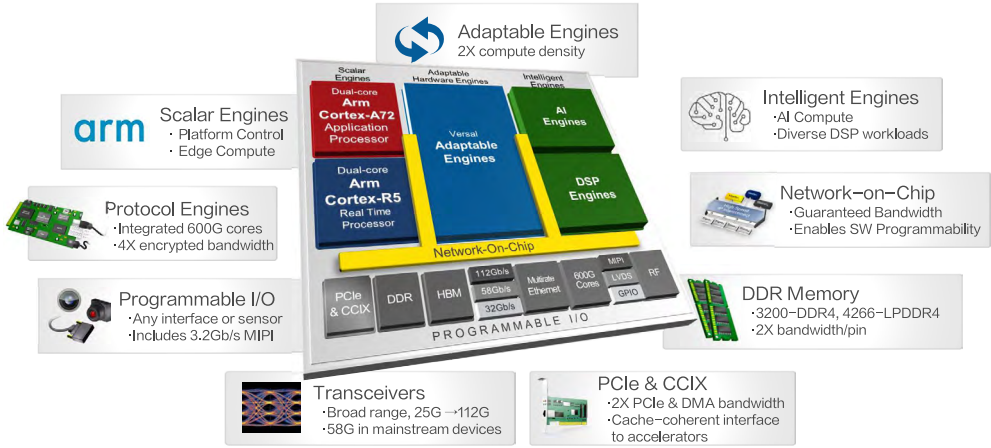 Adaptable Engines
2X compute density
Scalar
Engines
Adaptable
Hardware Engines
Intelligent
Engines
Dual-core
Arm
Cortex-A72
Application
Processor
Dual-core
Arm
Cortex-R5
Real Time
Processor
Versal
Adaptable
Engines
AI
Engines
DSP
Engines
Network-On-Chip
PCIe
& CCIX
DDR
HBM
112Gb/s
58Gb/s
32Gb/s
Multirate
Ethernet
600G
Cores
MIPI
LVDS
GPIO
RF
PROGRAMMABLE I/O
arm
Scalar Engines
· Platform Control
· Edge Compute
Protocol Engines
·Integrated 600G cores
·4X encrypted bandwidth
Programmable I/O
·Any interface or sensor
·Includes 3.2Gb/s MIPI
Transceivers
·Broad range, 25G →112G
·58G in mainstream devices
PCIe & CCIX
·2X PCIe & DMA bandwidth
·Cache-coherent interface
to accelerators
Intelligent Engines
·AI Compute
·Diverse DSP workloads
Network-on-Chip
·Guaranteed Bandwidth
·Enables SW Programmability
DDR Memory
·3200-DDR4, 4266-LPDDR4
·2X bandwidth/pin